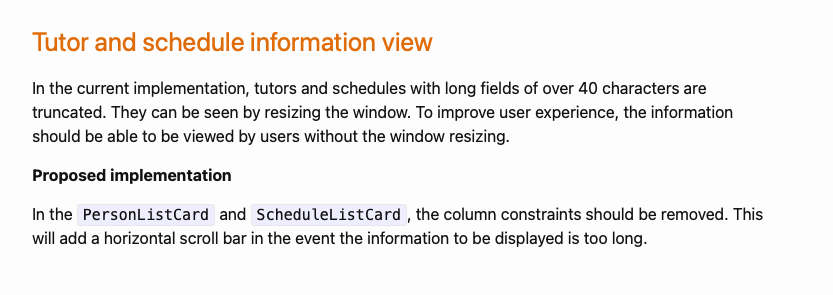 Tutor and schedule information view
In the current implementation, tutors and schedules with long fields of over 40 characters are
truncated. They can be seen by resizing the window. To improve user experience, the information
should be able to be viewed by users without the window resizing.
Proposed implementation
In the PersonListCard and ScheduleListCard, the column constraints should be removed. This
will add a horizontal scroll bar in the event the information to be displayed is too long.